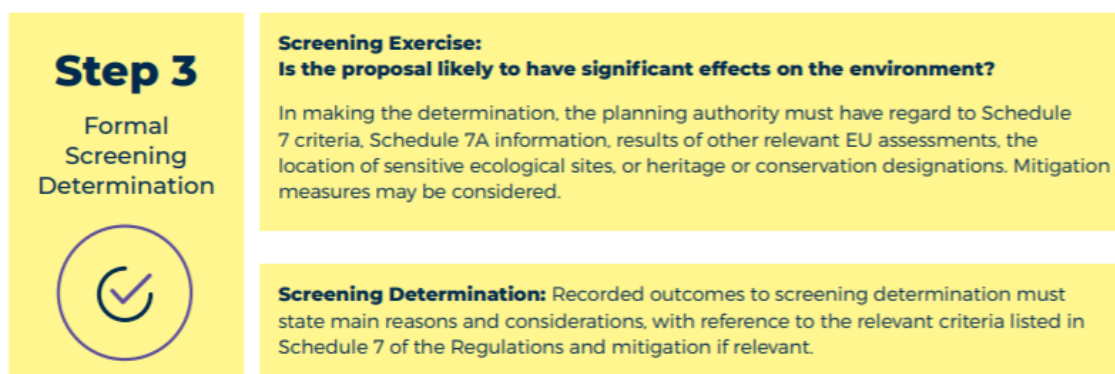 Step 3
Formal
Screening
Determination
Screening Exercise:
Is the proposal likely to have significant effects on the environment?
In making the determination, the planning authority must have regard to Schedule
7 criteria, Schedule 7A information, results of other relevant EU assessments, the
location of sensitive ecological sites, or heritage or conservation designations. Mitigation
measures may be considered.
Screening Determination: Recorded outcomes to screening determination must
state main reasons and considerations, with reference to the relevant criteria listed in
Schedule 7 of the Regulations and mitigation if relevant.